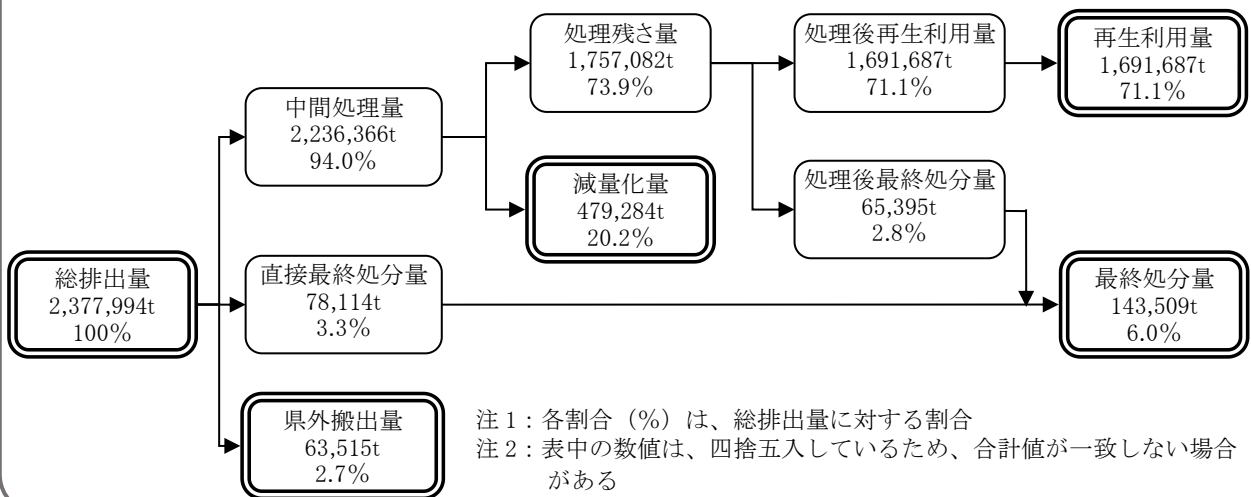 総排出量
2,377,994t
100%
中間処理量
2,236,366t
94.0%
直接最終処分量
78,114t
3.3%
県外搬出量
63,515t
2.7%
処理残さ量
1,757,082t
73.9%
減量化量
479,284t
20.2%
処理後再生利用量
1,691,687t
71.1%
処理後最終処分量
65,395t
2.8%
再生利用量
1,691,687t
71.1%
最終処分量
143,509t
6.0%
注1:各割合(%)は、総排出量に対する割合
注2:表中の数値は、四捨五入しているため、合計値が一致しない場合
がある